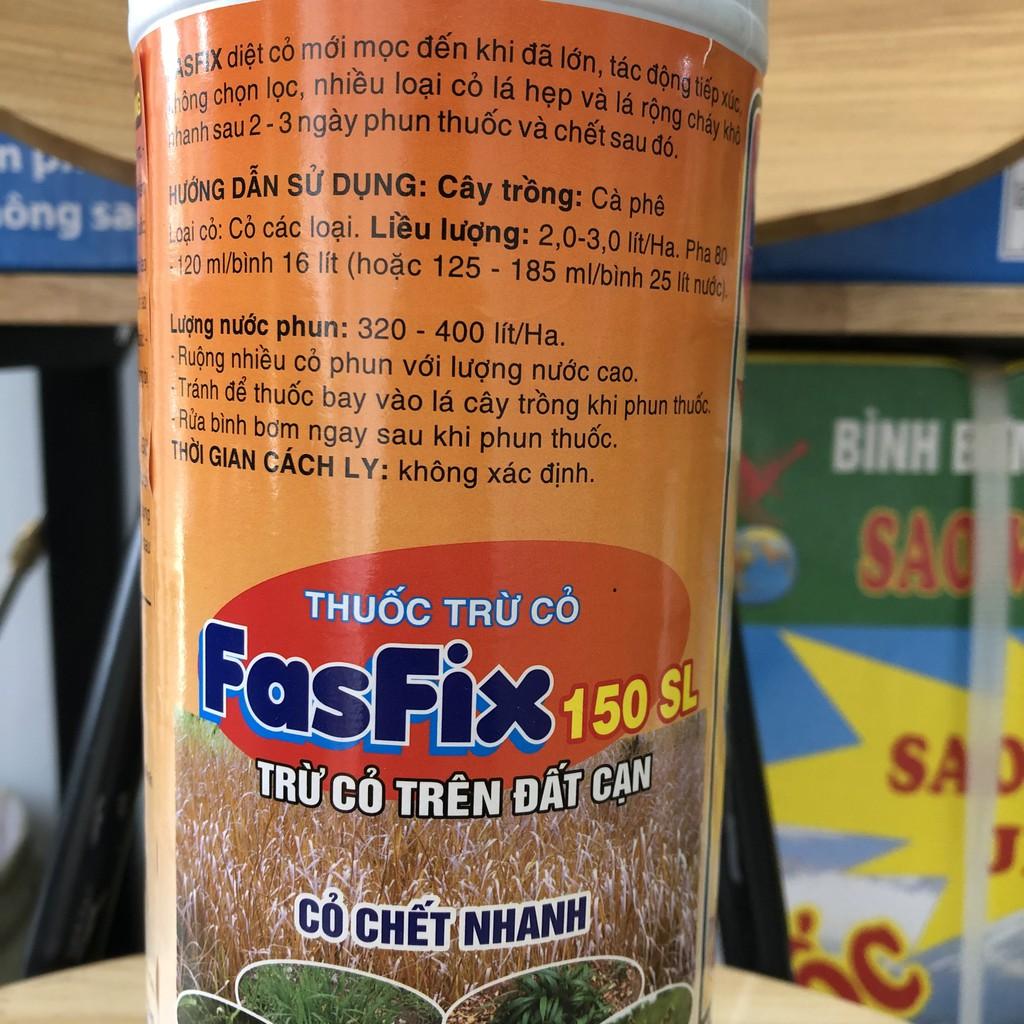 ASFIX diệt cỏ mới mọc đến khi đã lớn, tác động tiếp xúc,
không chọn lọc, nhiều loại cỏ lá hẹp và lá rộng cháy khô
nhanh sau 2 - 3 ngày phun thuốc và chết sau đó.
HƯỚNG DẪN SỬ DỤNG: Cây trồng: Cà phê
Loại cỏ: Cỏ các loại. Liều lượng: 2,0-3,0 lít/Ha. Pha 80
- 120 ml/bình 16 lít (hoặc 125 - 185 ml/bình 25 lít nước).
Lượng nước phun: 320 - 400 lít/Ha.
- Ruộng nhiều cỏ phun với lượng nước cao.
- Tránh để thuốc bay vào lá cây trồng khi phun thuốc.
- Rửa bình bơm ngay sau khi phun thuốc.
THỜI GIAN CÁCH LY: không xác định.
THUỐC TRỪ CỎ
FasFix 150 SL
TRỪ CỎ TRÊN ĐẤT CẠN
CỎ CHẾT NHANH
ông sa
BÌNH
SAO
SAO